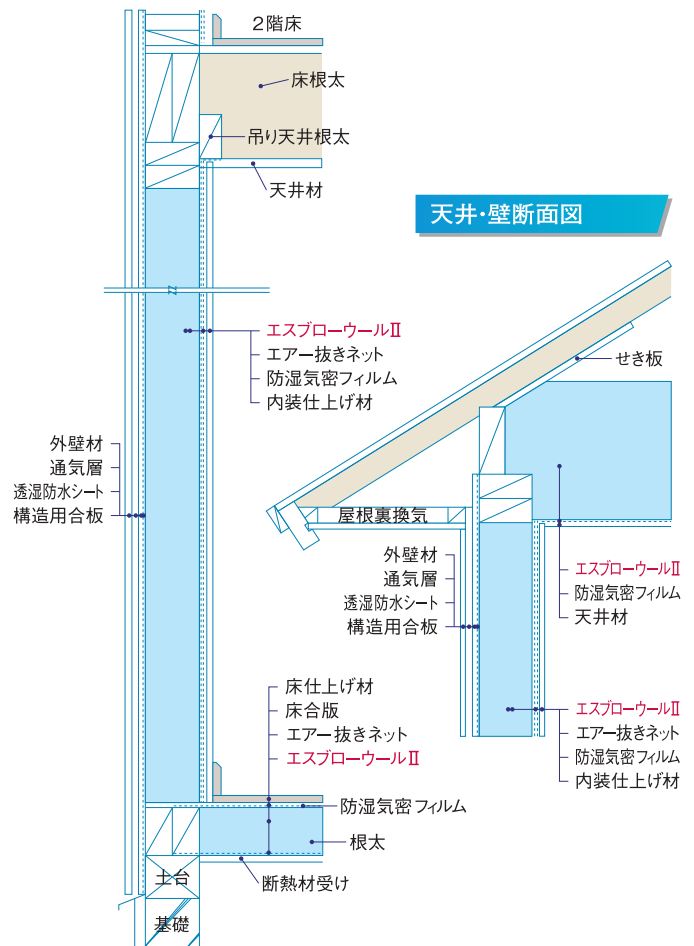 2階床
床根太
吊り天井根太
天井材
天井・壁断面図
エスブローウールⅡ
エアー抜きネット
防湿気密フィルム
内装仕上げ材
せき板
外壁材
通気層
透湿防水シート
構造用合板
屋根裏換気
外壁材
通気層
透湿防水シート
構造用合板
エスブローウールⅡ
防湿気密フィルム
天井材
床仕上げ材
床合版
エアー抜きネット
エスブローウールⅡ
エスブローウールⅡ
エアー抜きネット
防湿気密フィルム
内装仕上げ材
防湿気密フィルム
根太
断熱材受け
土台
基礎